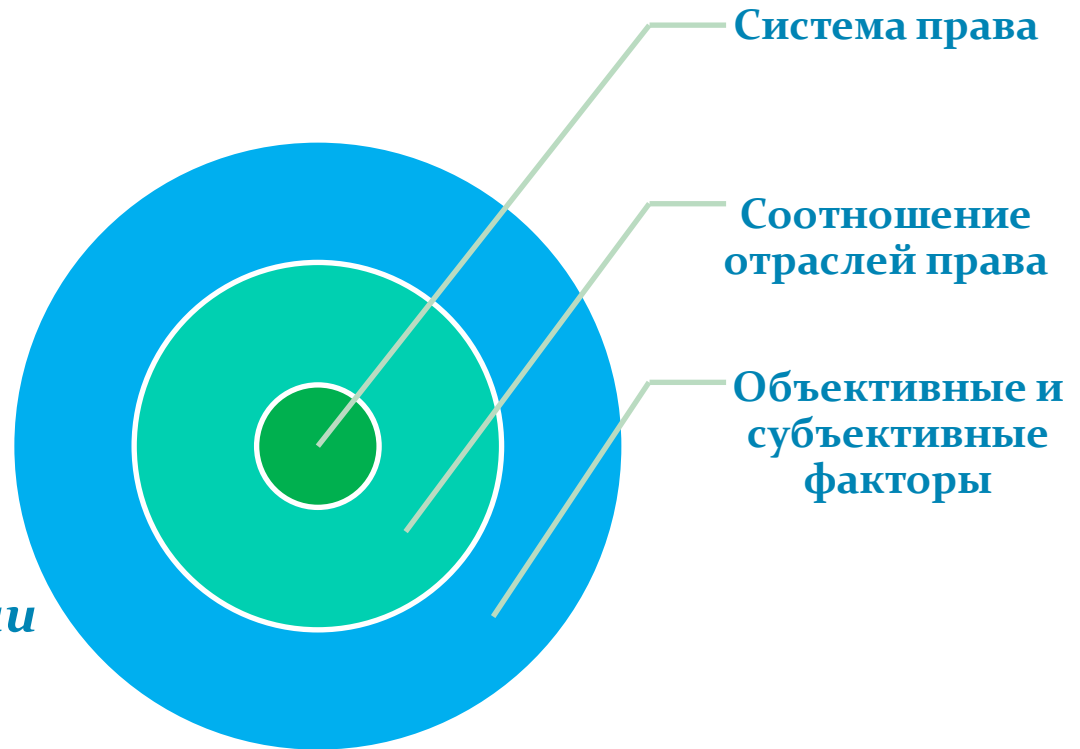 Система права
Соотношение
отраслей права
Объективные и
субъективные
факторы